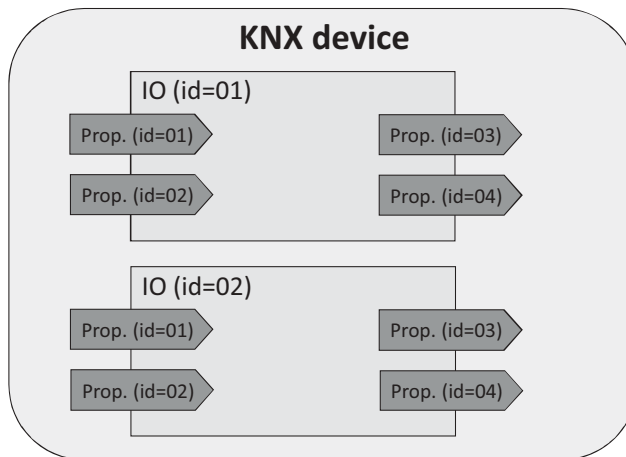 KNX device
IO (id=01)
Prop. (id=01)
Prop. (id=03)
Prop. (id=02)
Prop. (id=04)
IO (id=02)
Prop. (id=01)
Prop. (id=03)
Prop. (id=02)
Prop. (id=04)